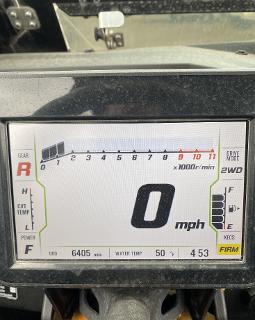 0 1 2 3 4 5 6 7 8 9 10 11
x1000r/min
GEAR
R
DRIVE MODE
2WD
H
CVT TEMP
L
F
E
0 mph
POWER
F
KECS
FIRM
6405 WATER TEMP 50 °F 4:53